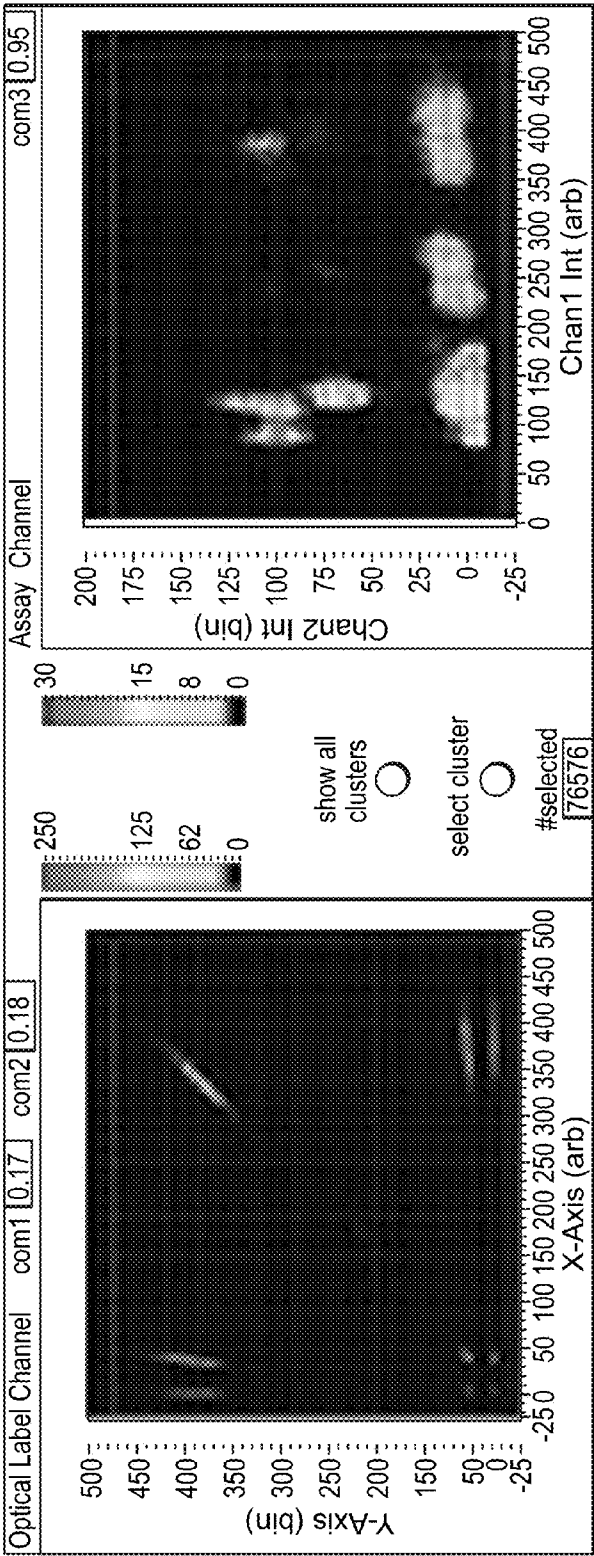 Optical Label Channel com1 0.17 com2 0.18
500
450
400
350
300
250
200
150
100
50
0
-25
Y-Axis (bin)
-25 0 50 100 150 200 250 300 350 400 450 500
X-Axis (arb)
250
125
62
0
30
15
8
0
show all
clusters
select cluster
#selected
76576
Assay Channel com3 0.95
200
175
150
125
100
75
50
25
0
-25
Chan2 Int (bin)
0 50 100 150 200 250 300 350 400 450 500
Chan1 Int (arb)